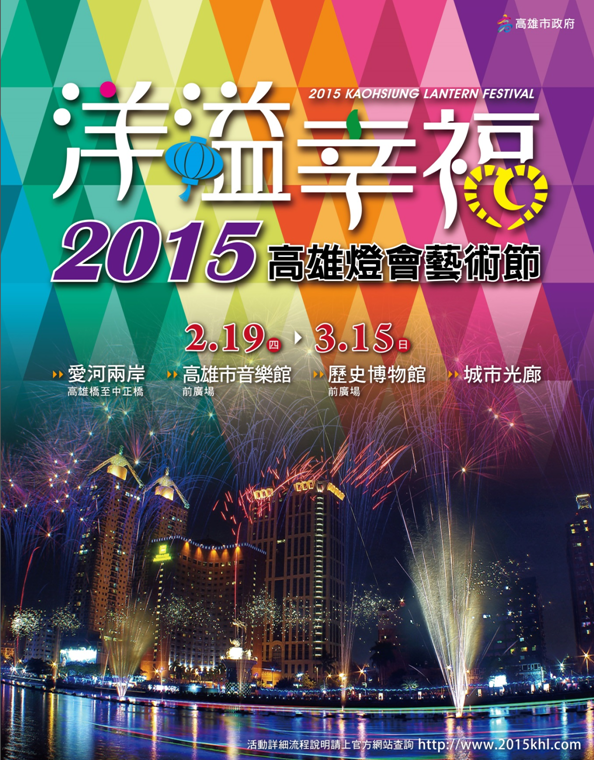 高雄市政府
2015 KAOHSIUNG LANTERN FESTIVAL
洋溢幸福
2015 高雄燈會藝術節
2.19四 3.15日
愛河兩岸 高雄市音樂館 歷史博物館 城市光廊
高雄橋至中正橋 前廣場 前廣場
活動詳細流程說明請上官方網站查詢 http://www.2015khl.com/